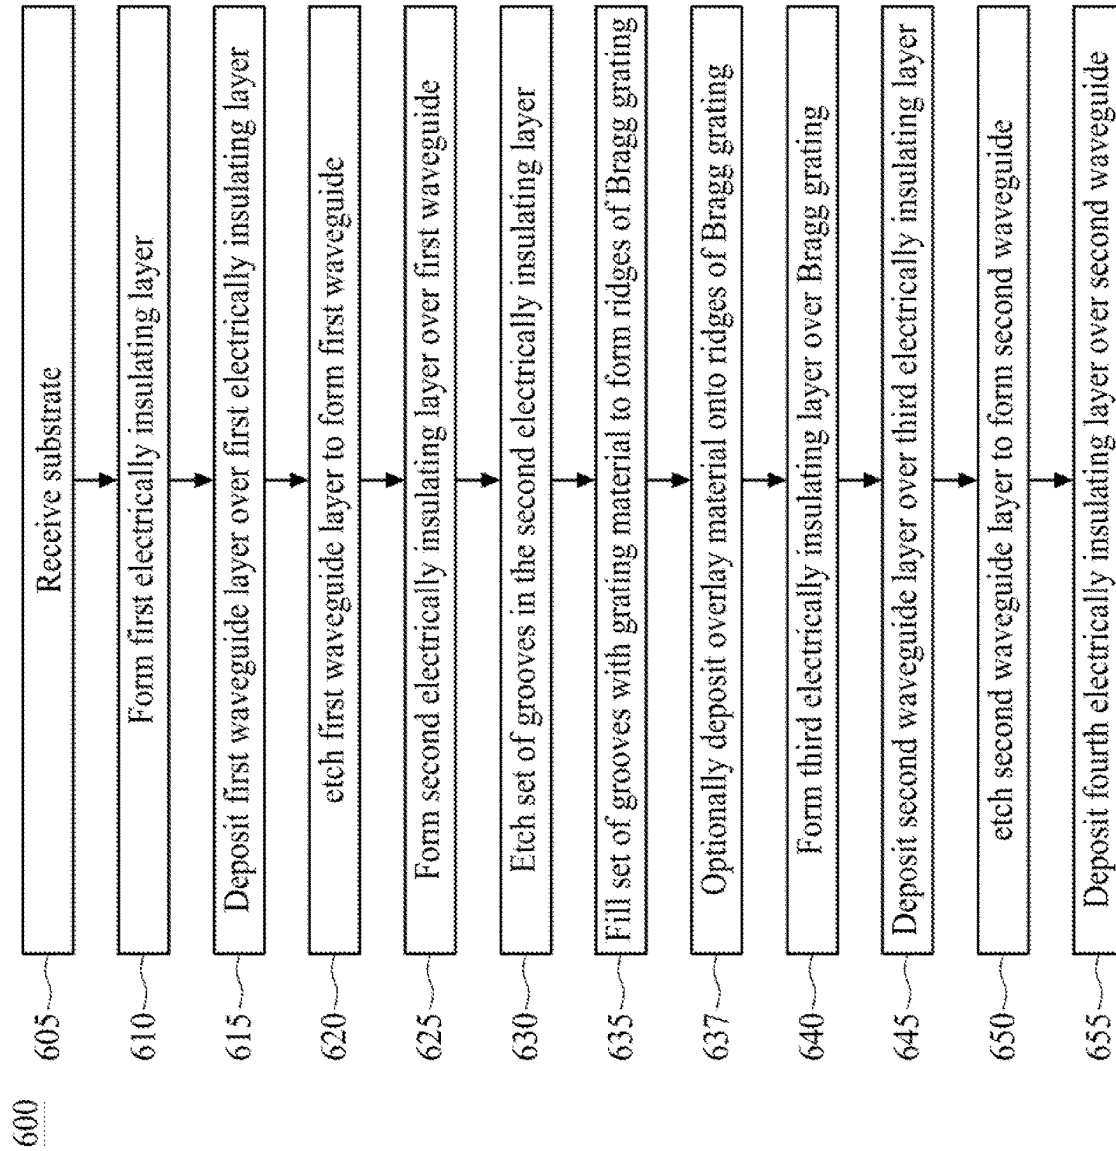 600
605 Receive substrate
610 Form first electrically insulating layer
615 Deposit first waveguide layer over first electrically insulating layer
620 etch first waveguide layer to form first waveguide
625 Form second electrically insulating layer over first waveguide
630 Etch set of grooves in the second electrically insulating layer
635 Fill set of grooves with grating material to form ridges of Bragg grating
637 Optionally deposit overlay material onto ridges of Bragg grating
640 Form third electrically insulating layer over Bragg grating
645 Deposit second waveguide layer over third electrically insulating layer
650 etch second waveguide layer to form second waveguide
655 Deposit fourth electrically insulating layer over second waveguide